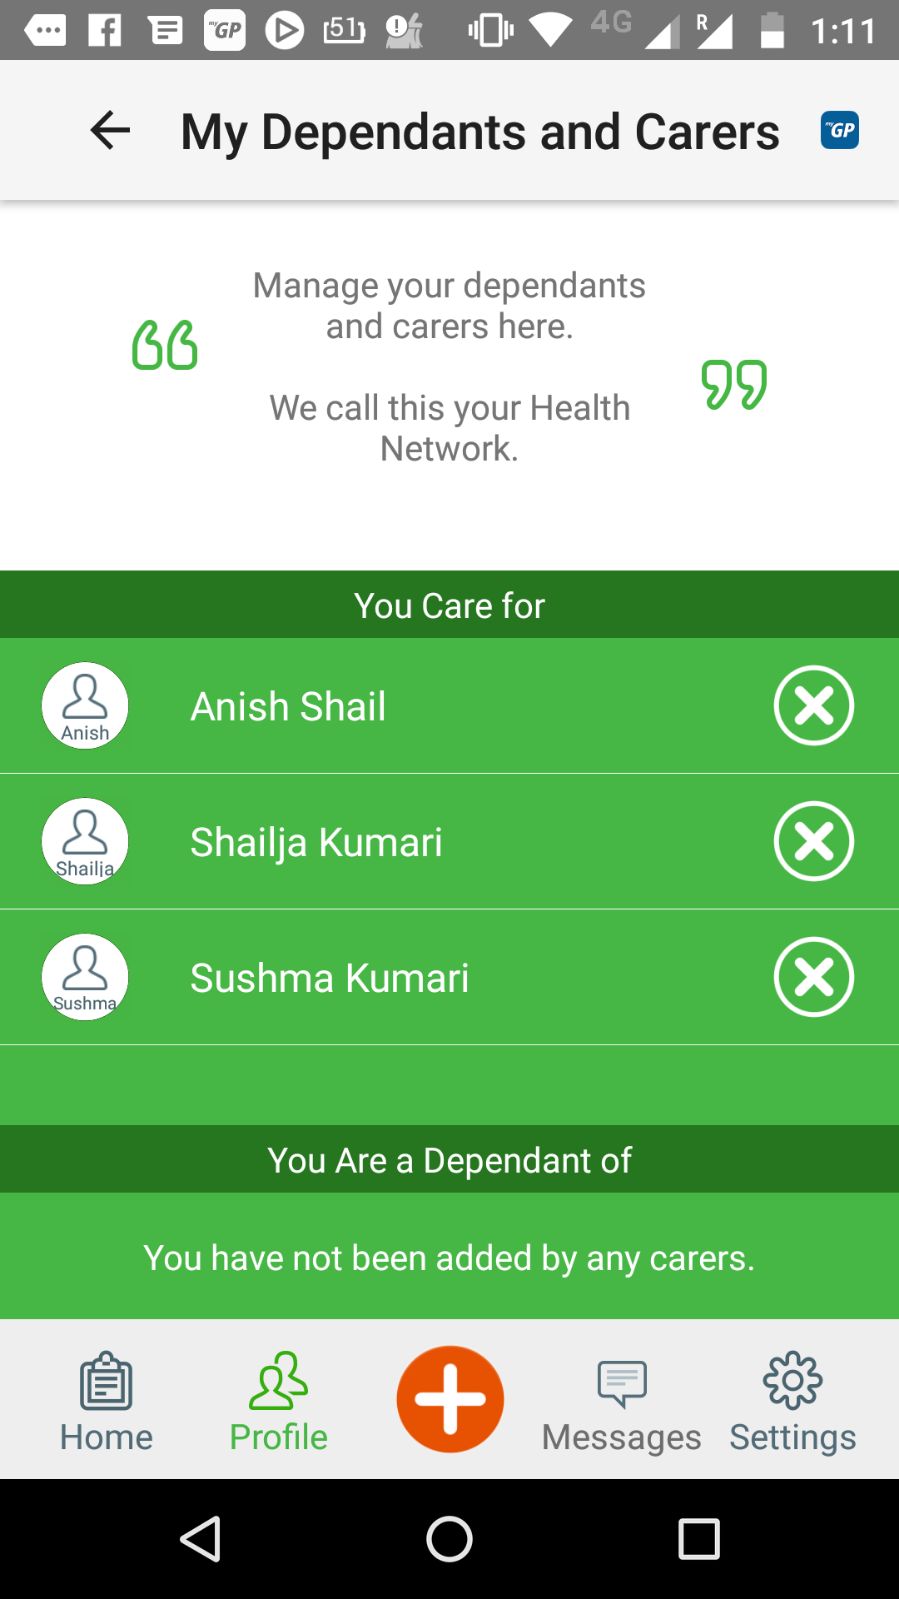 myGP 51 4G R 1:11
My Dependants and Carers myGP
Manage your dependants
and carers here.
We call this your Health
Network.
You Care for
Anish
Anish Shail
Shailja
Shailja Kumari
Sushma
Sushma Kumari
You Are a Dependant of
You have not been added by any carers.
Home Profile Messages Settings